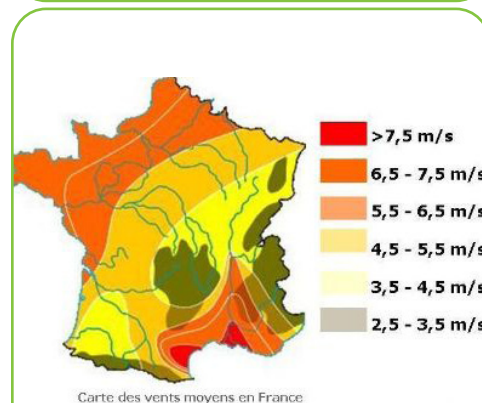 >7,5 m/s
6,5 - 7,5 m/s
5,5 - 6,5 m/s
4,5 - 5,5 m/s
3,5 - 4,5 m/s
2,5 - 3,5 m/s
Carte des vents moyens en France